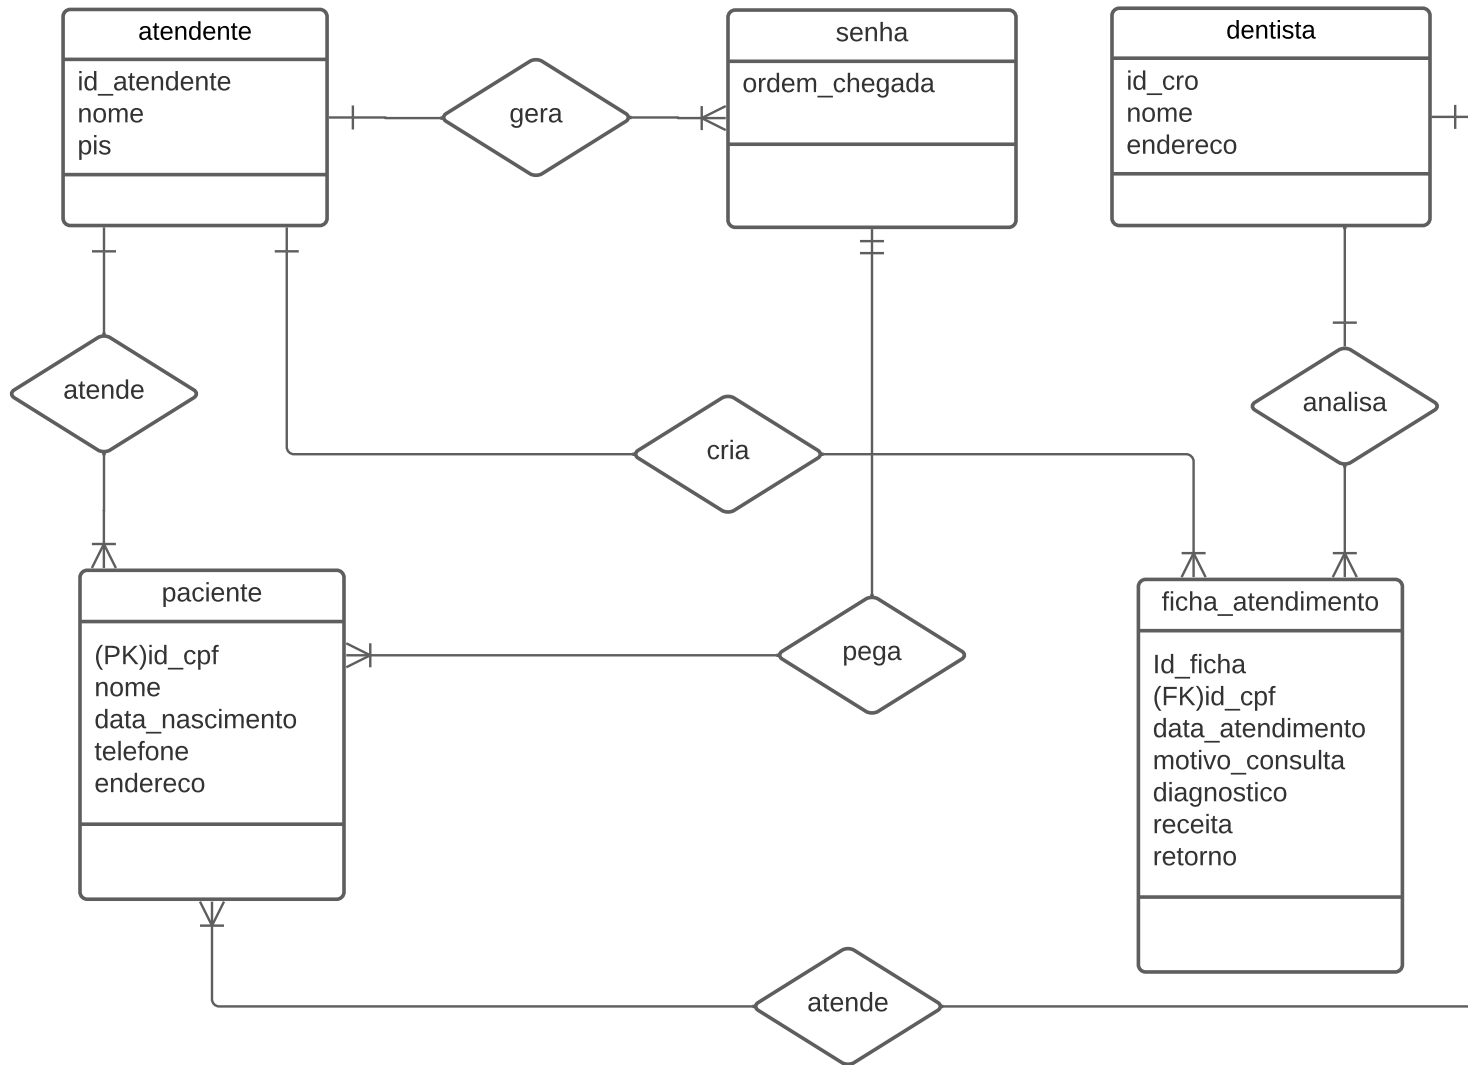 atendente
id_atendente
nome
pis
gera
senha
ordem_chegada
dentista
id_cro
nome
endereco
atende
cria
analisa
paciente
(PK)id_cpf
nome
data_nascimento
telefone
endereco
pega
ficha_atendimento
Id_ficha
(FK)id_cpf
data_atendimento
motivo_consulta
diagnostico
receita
retorno
atende